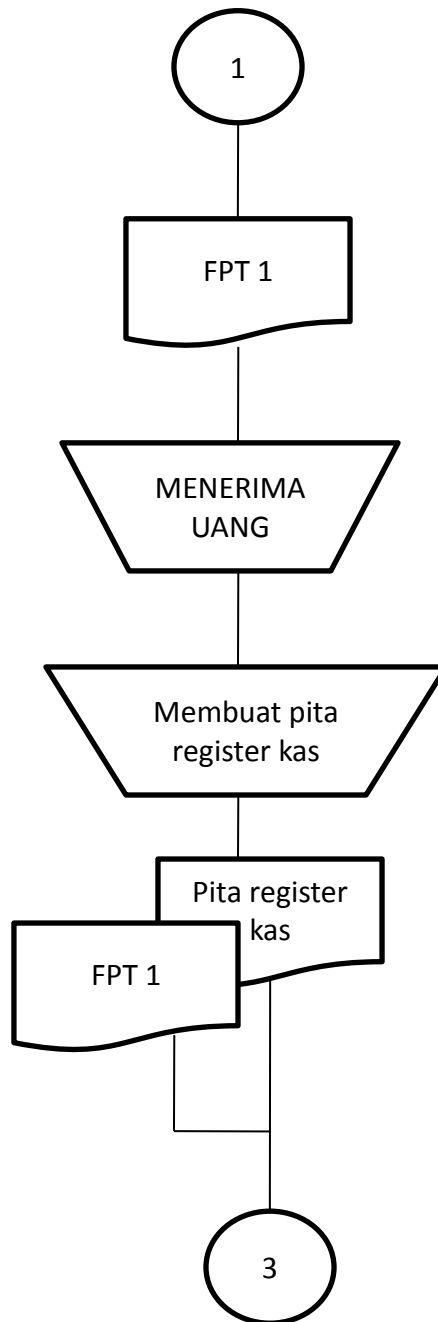 1
FPT 1
MENERIMA
UANG
Membuat pita
register kas
Pita register
kas
FPT 1
3